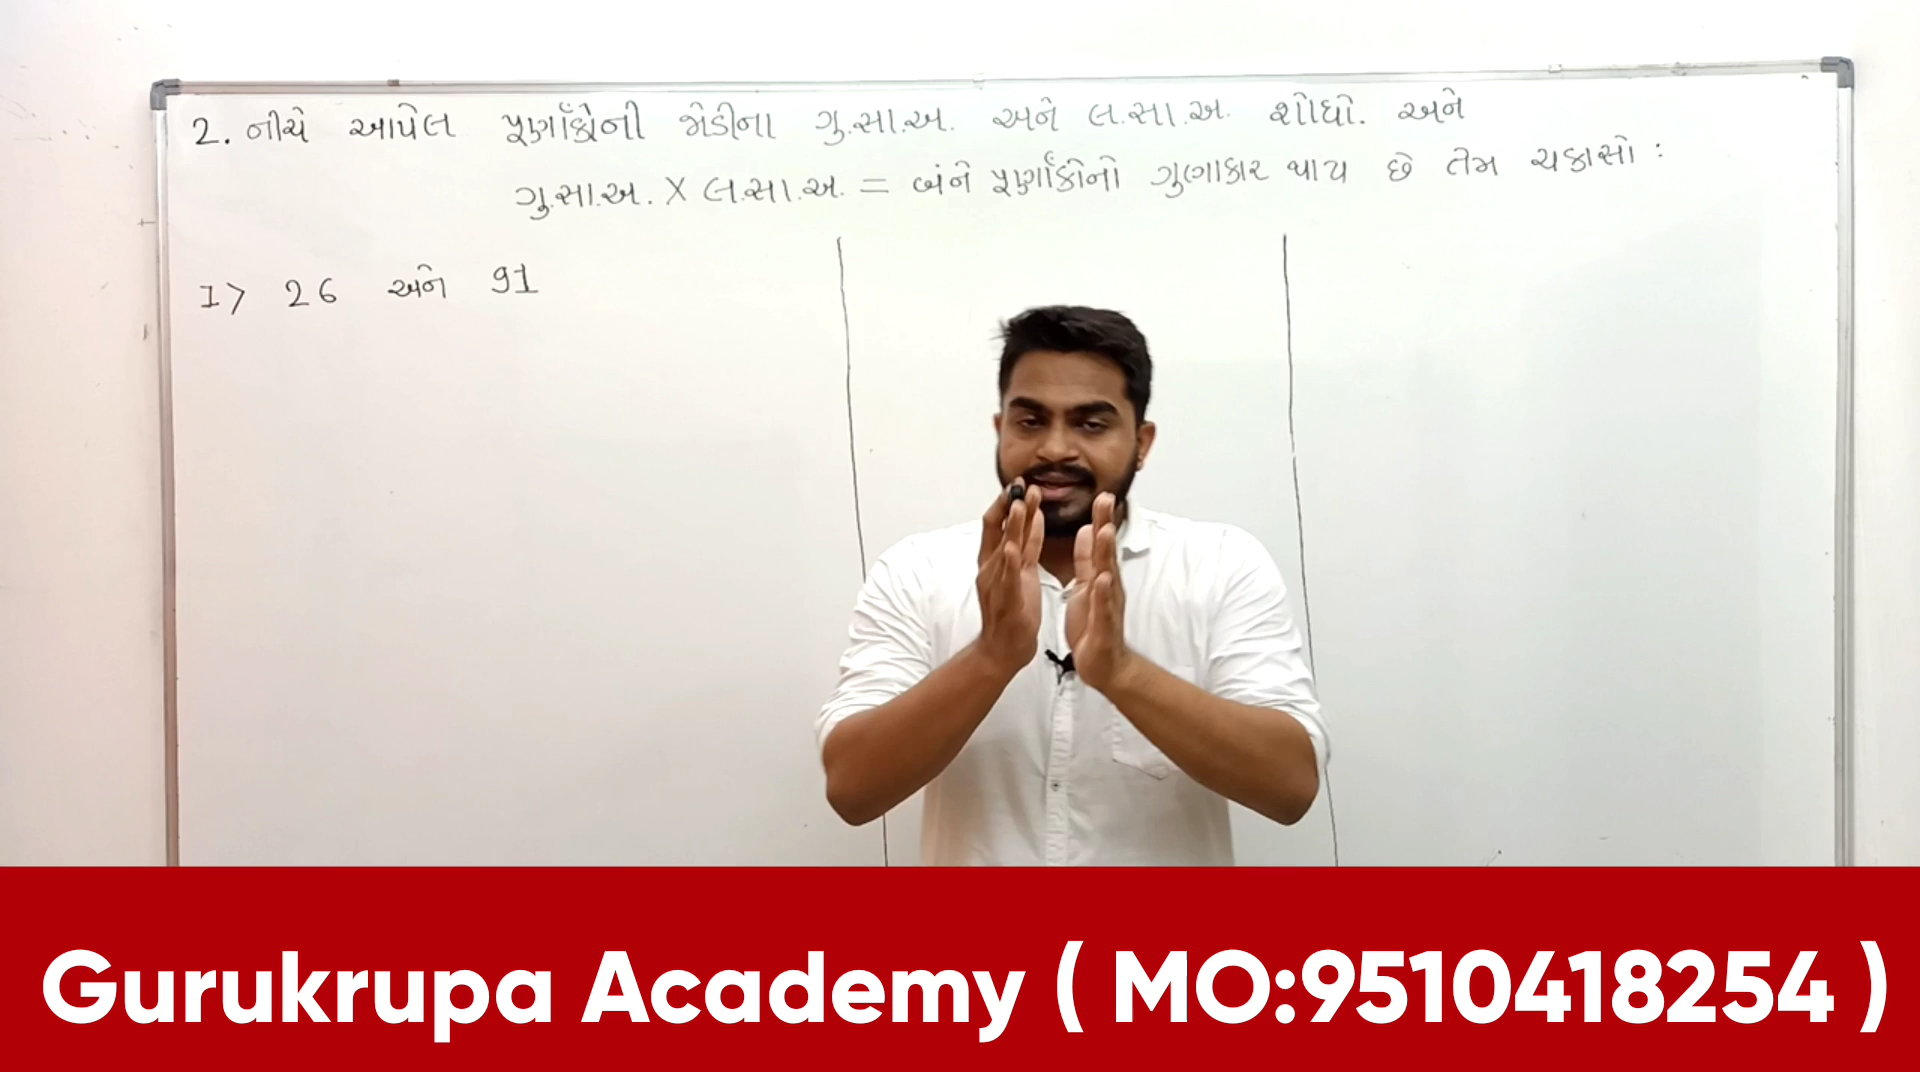 2. નીચે આપેલ પૂર્ણાંકોની જોડીના ગુ.સા.અ. અને લ.સા.અ. શોધો. અને
ગુ.સા.અ. X લ.સા.અ. = બંને પૂર્ણાંકોનો ગુણાકાર થાય છે તેમ ચકાસો :
1> 26 અને 91
Gurukrupa Academy ( MO:9510418254 )